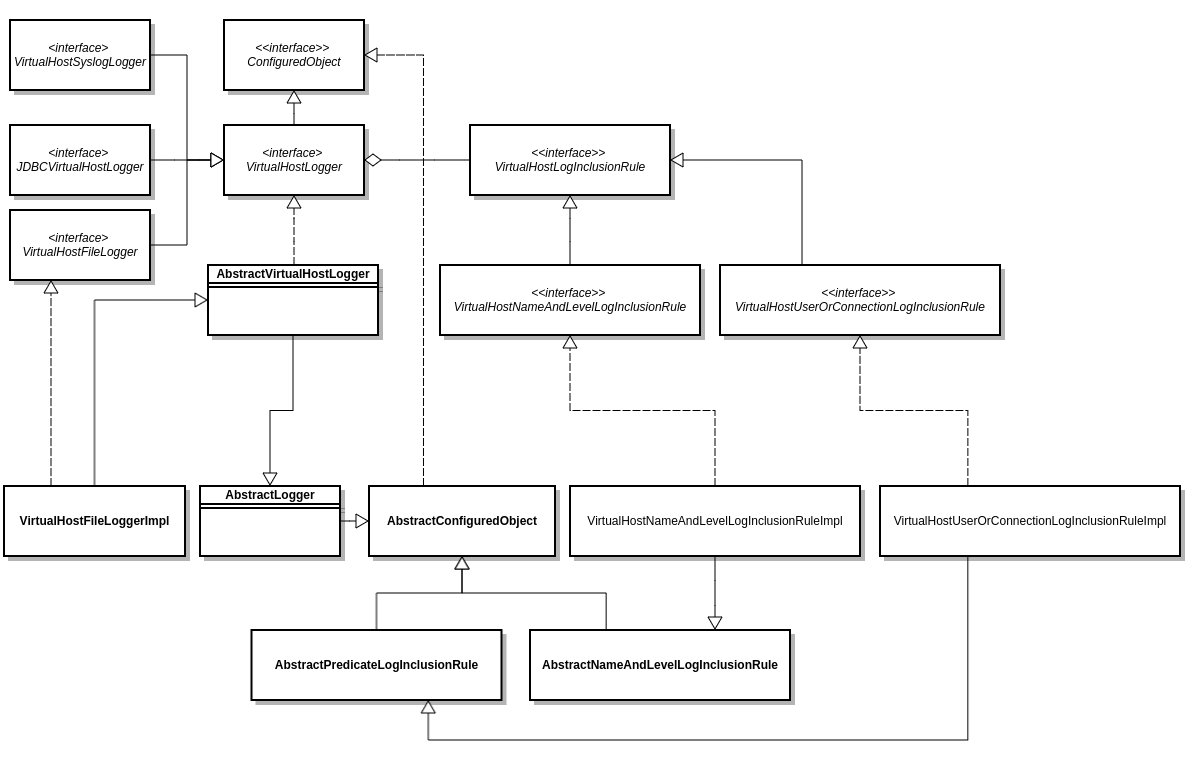 <interface>
VirtualHostSyslogLogger
<<interface>>
ConfiguredObject
<interface>
JDBCVirtualHostLogger
<interface>
VirtualHostLogger
<<interface>>
VirtualHostLogInclusionRule
<interface>
VirtualHostFileLogger
AbstractVirtualHostLogger
<<interface>>
VirtualHostNameAndLevelLogInclusionRule
<<interface>>
VirtualHostUserOrConnectionLogInclusionRule
VirtualHostFileLoggerImpl
AbstractLogger
AbstractConfiguredObject
VirtualHostNameAndLevelLogInclusionRuleImpl
VirtualHostUserOrConnectionLogInclusionRuleImpl
AbstractPredicateLogInclusionRule
AbstractNameAndLevelLogInclusionRule